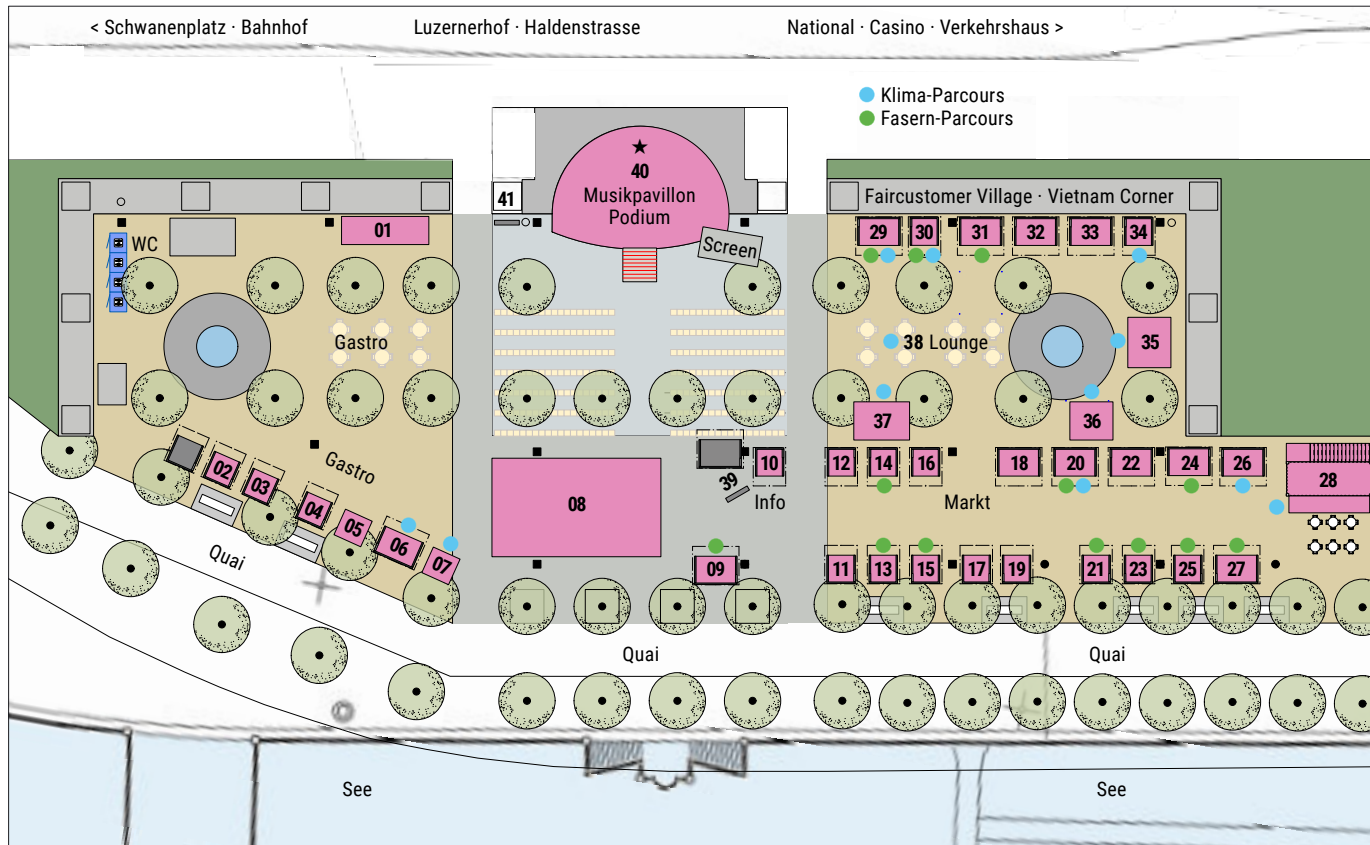 < Schwanenplatz · Bahnhof
Luzernerhof · Haldenstrasse
National · Casino · Verkehrshaus >
Klima-Parcours
Fasern-Parcours
40
Musikpavillon
Podium
41
Screen
Faircustomer Village · Vietnam Corner
WC
01
29
30
31
32
33
34
Gastro
38 Lounge
35
37
36
Gastro
02
03
04
05
06
07
08
39
10
Info
09
12
14
16
18
20
22
24
26
28
Markt
11
13
15
17
19
21
23
25
27
Quai
Quai
Quai
See
See